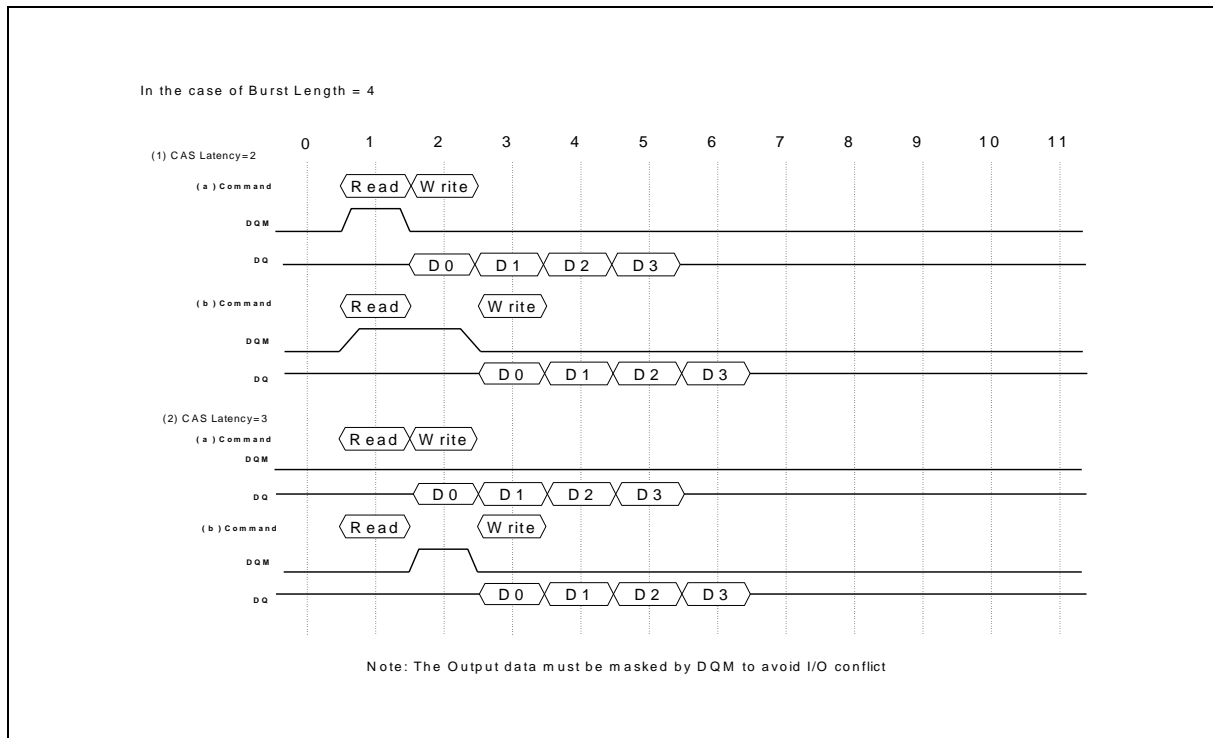 In the case of Burst Length = 4
0 1 2 3 4 5 6 7 8 9 10 11
(1) CAS Latency=2
(a) Command Read Write
DQM
DQ D0 D1 D2 D3
(b) Command Read Write
DQM
DQ D0 D1 D2 D3
(2) CAS Latency=3
(a) Command Read Write
DQM
DQ D0 D1 D2 D3
(b) Command Read Write
DQM
DQ D0 D1 D2 D3
Note: The Output data must be masked by DQM to avoid I/O conflict